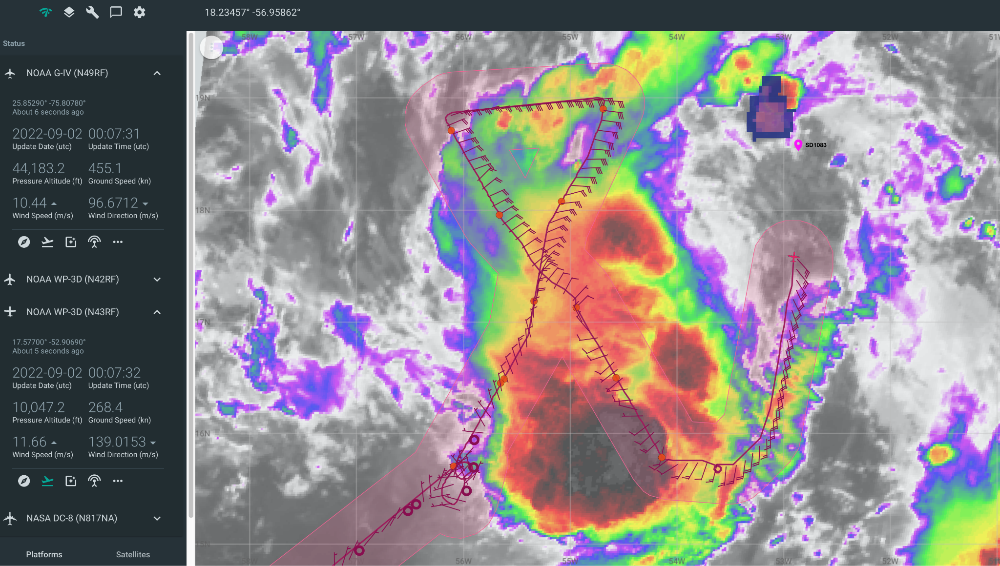 18.23457° -56.95862°
Status
NOAA G-IV (N49RF)
25.85290° -75.80780°
About 6 seconds ago
2022-09-02 00:07:31
Update Date (utc) Update Time (utc)
44,183.2 455.1
Pressure Altitude (ft) Ground Speed (kn)
10.44 96.6712
Wind Speed (m/s) Wind Direction (m/s)
NOAA WP-3D (N42RF)
NOAA WP-3D (N43RF)
17.57700° -52.90690°
About 5 seconds ago
2022-09-02 00:07:32
Update Date (utc) Update Time (utc)
10,047.2 268.4
Pressure Altitude (ft) Ground Speed (kn)
11.66 139.0153
Wind Speed (m/s) Wind Direction (m/s)
NASA DC-8 (N817NA)
Platforms Satellites
58W 57W 56W 55W 54W 53W 52W
19N
SD1083
18N
17N
16N
15N
58W 56W 55W 54W 53W 52W